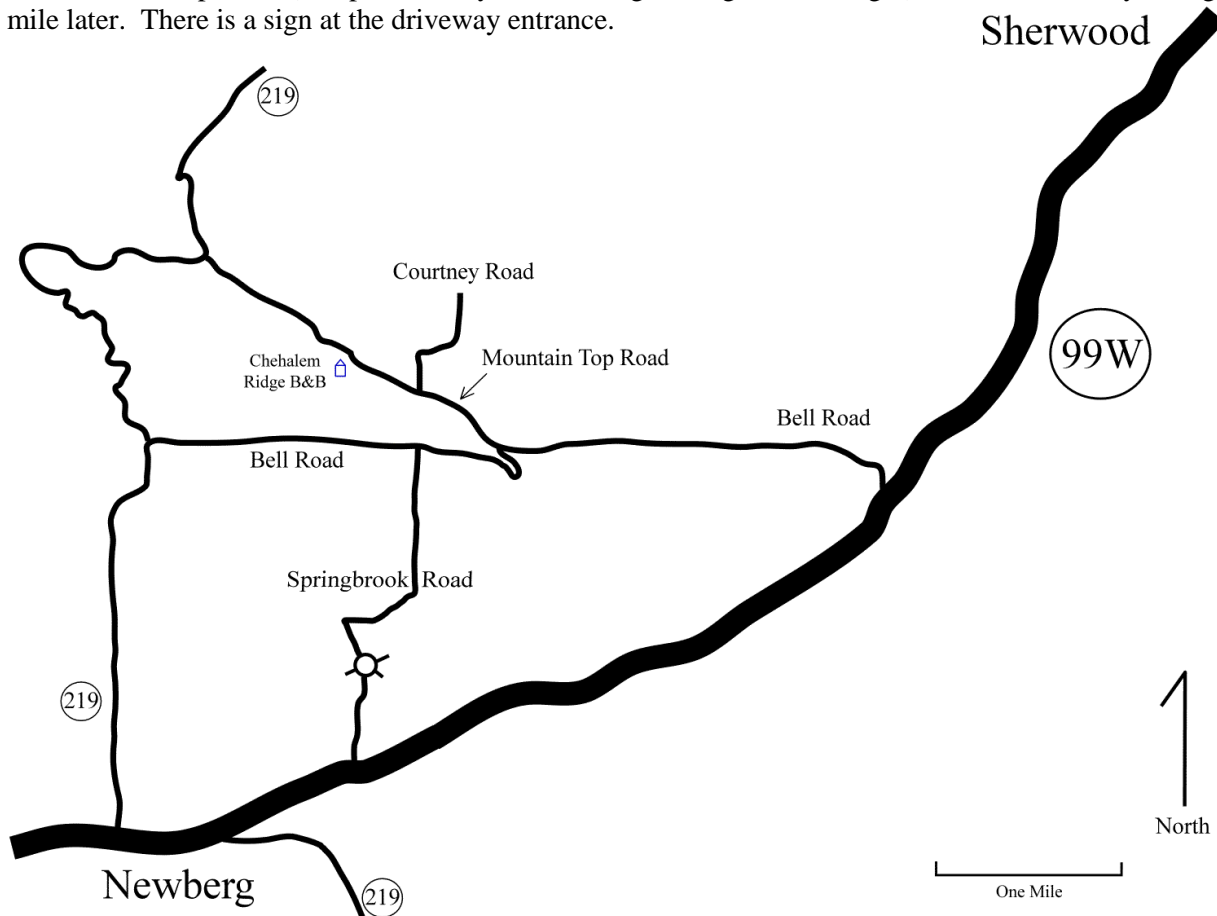 mile later. There is a sign at the driveway entrance.
Sherwood
219
Courtney Road
Mountain Top Road
Chehalem
Ridge B&B
99W
Bell Road
Bell Road
Springbrook Road
219
North
Newberg
219
One Mile